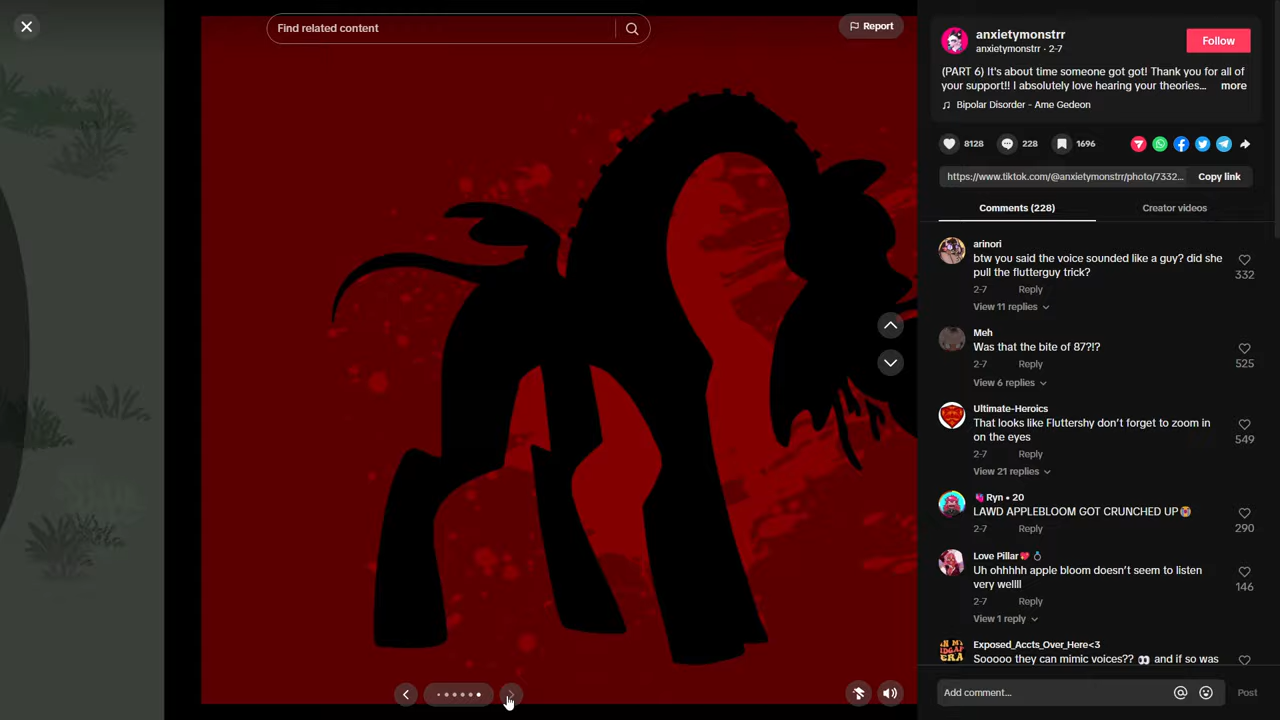 Find related content
Report
anxietymonstrr
anxietymonstrr · 2-7
Follow
(PART 6) It's about time someone got got! Thank you for all of
your support!! I absolutely love hearing your theories... more
Bipolar Disorder - Ame Gedeon
8128
228
1696
https://www.tiktok.com/@anxietymonstrr/photo/7332...
Copy link
Comments (228)
Creator videos
arinori
btw you said the voice sounded like a guy? did she
pull the flutterguy trick?
332
2-7 Reply
View 11 replies
Meh
Was that the bite of 87?!?
525
2-7 Reply
View 6 replies
Ultimate-Heroics
That looks like Fluttershy don't forget to zoom in
on the eyes
549
2-7 Reply
View 21 replies
Ryn • 20
LAWD APPLEBLOOM GOT CRUNCHED UP
290
2-7 Reply
Love Pillar
Uh ohhhhh apple bloom doesn't seem to listen
very wellll
146
2-7 Reply
View 1 reply
Exposed_Accts_Over_Here<3
Sooooo they can mimic voices?? 👀 and if so was
Add comment...
Post